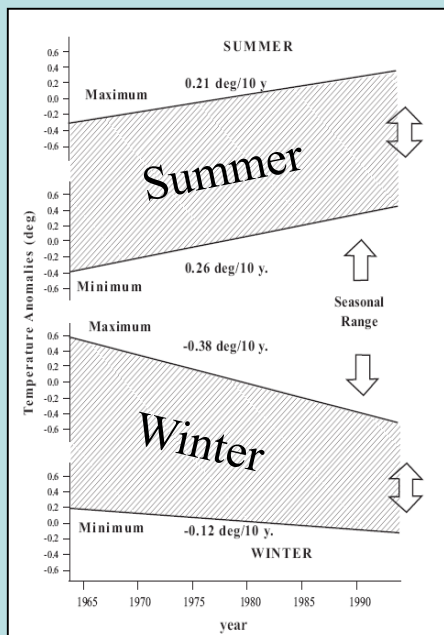 SUMMER
0.6
0.4
0.2
0.0
-0.2
-0.4
-0.6
Maximum
0.21 deg/10 y
Summer
0.6
0.4
0.2
0.0
-0.2
-0.4
-0.6
0.26 deg/10 y.
Minimum
Seasonal
Range
Temperature Anomalies (deg)
Maximum
-0.38 deg/10 y.
0.6
0.4
0.2
0.0
-0.2
-0.4
-0.6
Winter
0.6
0.4
0.2
0.0
-0.2
-0.4
-0.6
Minimum
-0.12 deg/10 y.
WINTER
1965 1970 1975 1980 1985 1990
year